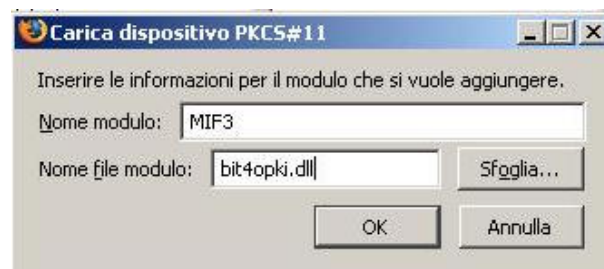 Carica dispositivo PKCS#11
Inserire le informazioni per il modulo che si vuole aggiungere.
Nome modulo: MIF3
Nome file modulo: bit4opki.dll Sfoglia...
OK Annulla